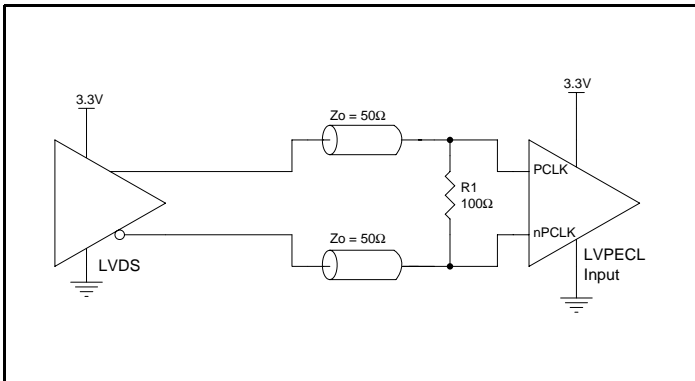 3.3V
3.3V
Zo = 50Ω
PCLK
R1
100Ω
nPCLK
Zo = 50Ω
LVDS
LVPECL
Input